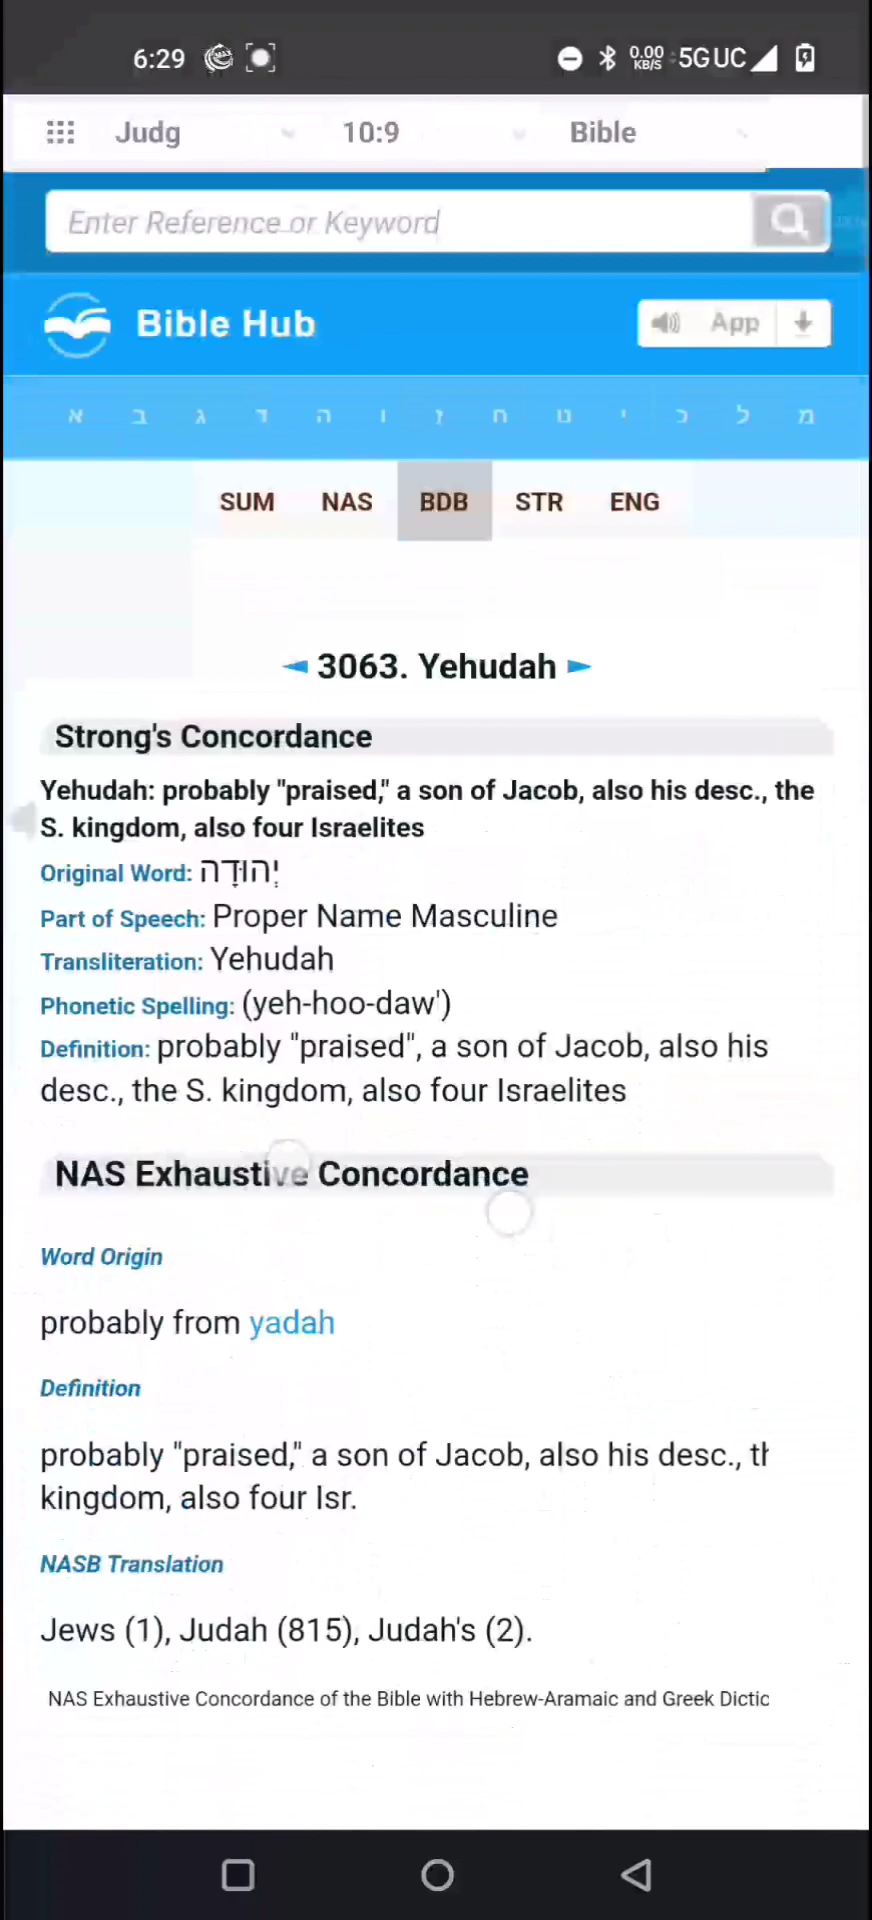 6:29 0.00 KB/S 5G UC
Judg 10:9 Bible
Enter Reference or Keyword
Bible Hub App
א ב ג ד ה ו ז ח ט י כ ל מ
SUM NAS BDB STR ENG
◄ 3063. Yehudah ►
Strong's Concordance
Yehudah: probably "praised," a son of Jacob, also his desc., the
S. kingdom, also four Israelites
Original Word: יְהוּדָה
Part of Speech: Proper Name Masculine
Transliteration: Yehudah
Phonetic Spelling: (yeh-hoo-daw')
Definition: probably "praised", a son of Jacob, also his
desc., the S. kingdom, also four Israelites
NAS Exhaustive Concordance
Word Origin
probably from yadah
Definition
probably "praised," a son of Jacob, also his desc., th
kingdom, also four Isr.
NASB Translation
Jews (1), Judah (815), Judah's (2).
NAS Exhaustive Concordance of the Bible with Hebrew-Aramaic and Greek Dictic